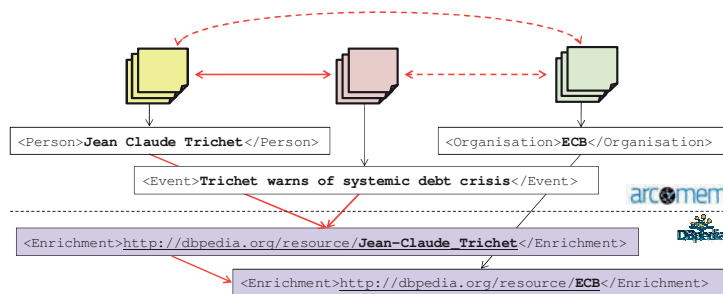 <Person>Jean Claude Trichet</Person>
<Organisation>ECB</Organisation>
<Event>Trichet warns of systemic debt crisis</Event>
arcomem
DBpedia
<Enrichment>http://dbpedia.org/resource/Jean-Claude_Trichet</Enrichment>
<Enrichment>http://dbpedia.org/resource/ECB</Enrichment>